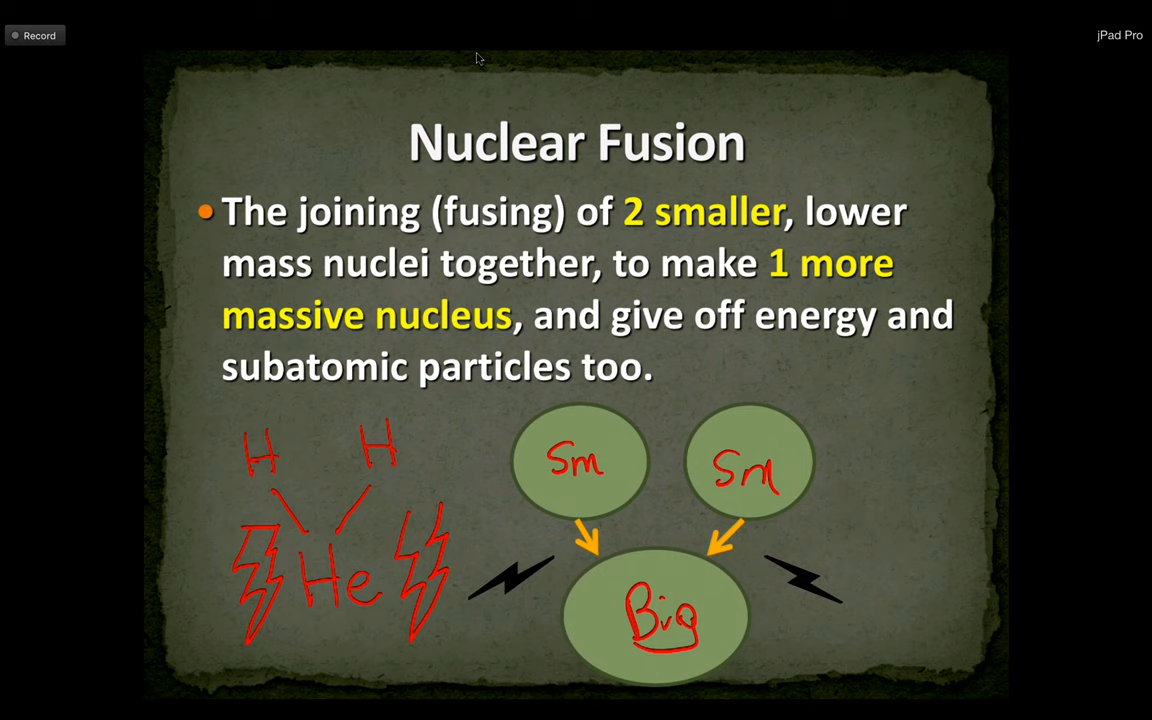 Record
jPad Pro
Nuclear Fusion
• The joining (fusing) of 2 smaller, lower
mass nuclei together, to make 1 more
massive nucleus, and give off energy and
subatomic particles too.
H H
He
Sm Sm
Big